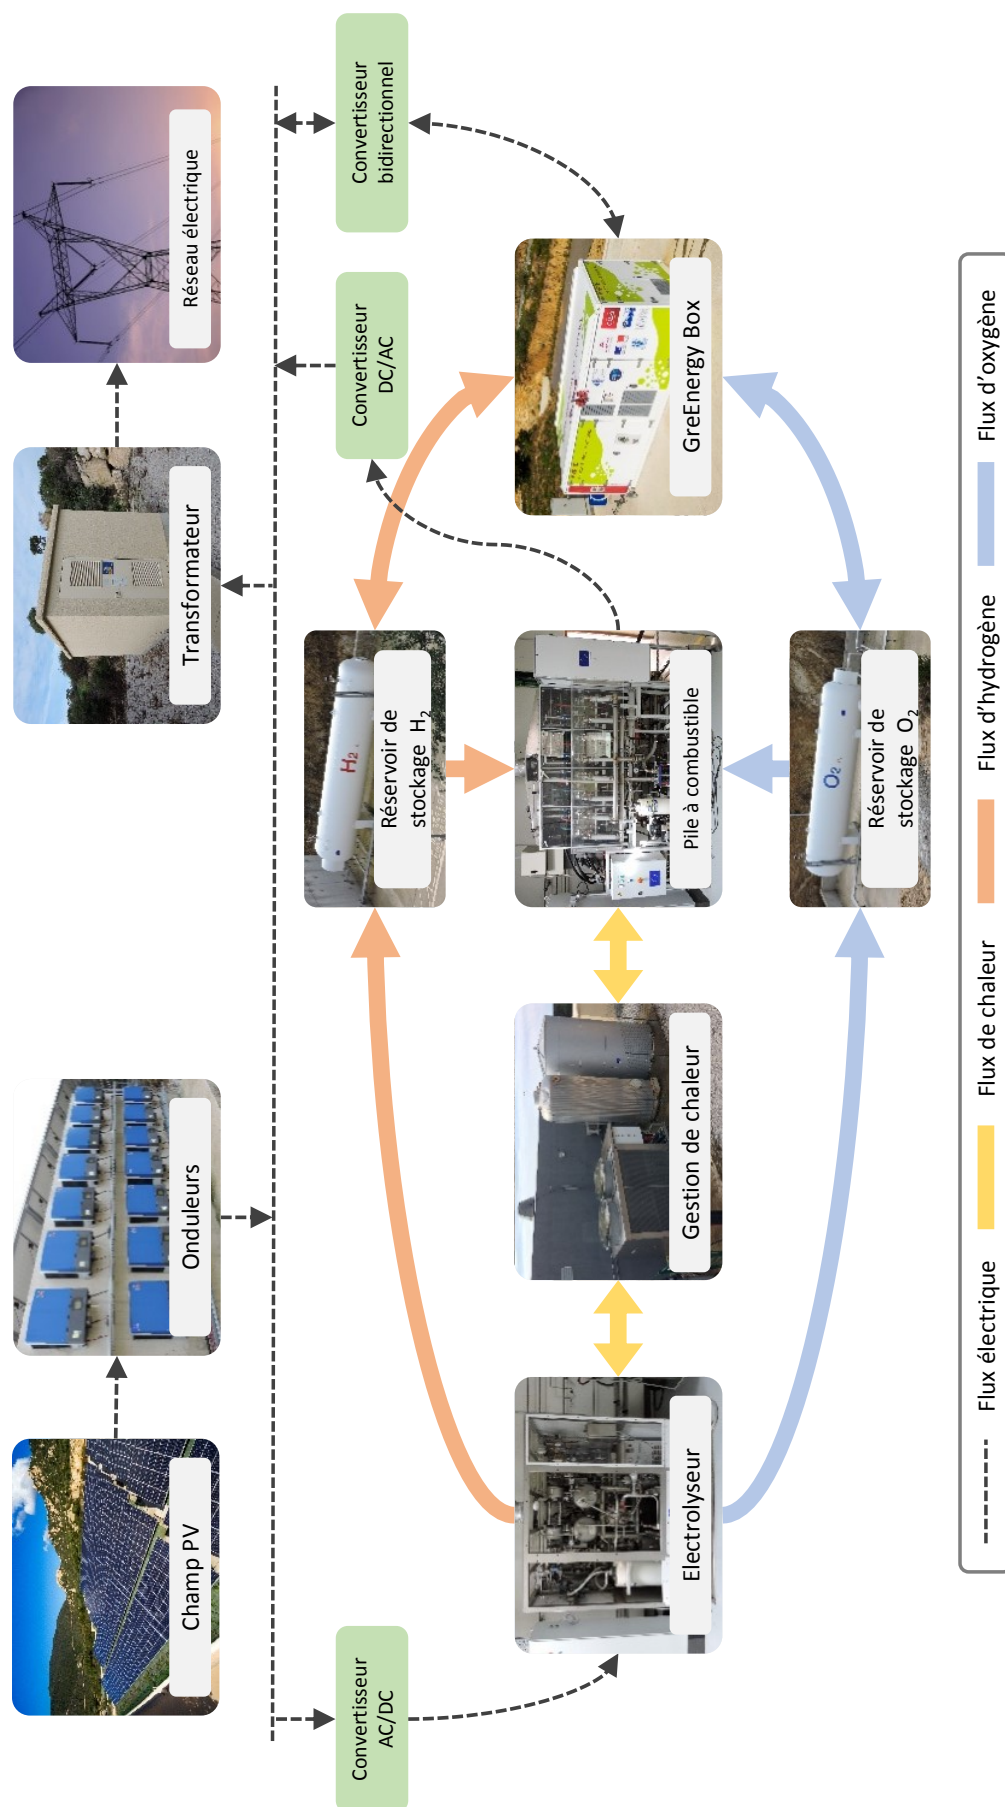 Champ PV
Onduleurs
Transformateur
Réseau électrique
Convertisseur
AC/DC
Convertisseur
DC/AC
Convertisseur
bidirectionnel
Réservoir de
stockage H₂
H₂
Electrolyseur
Gestion de chaleur
Pile à combustible
GreEnergy Box
Réservoir de
stockage O₂
O₂
Flux électrique
Flux de chaleur
Flux d’hydrogène
Flux d’oxygène